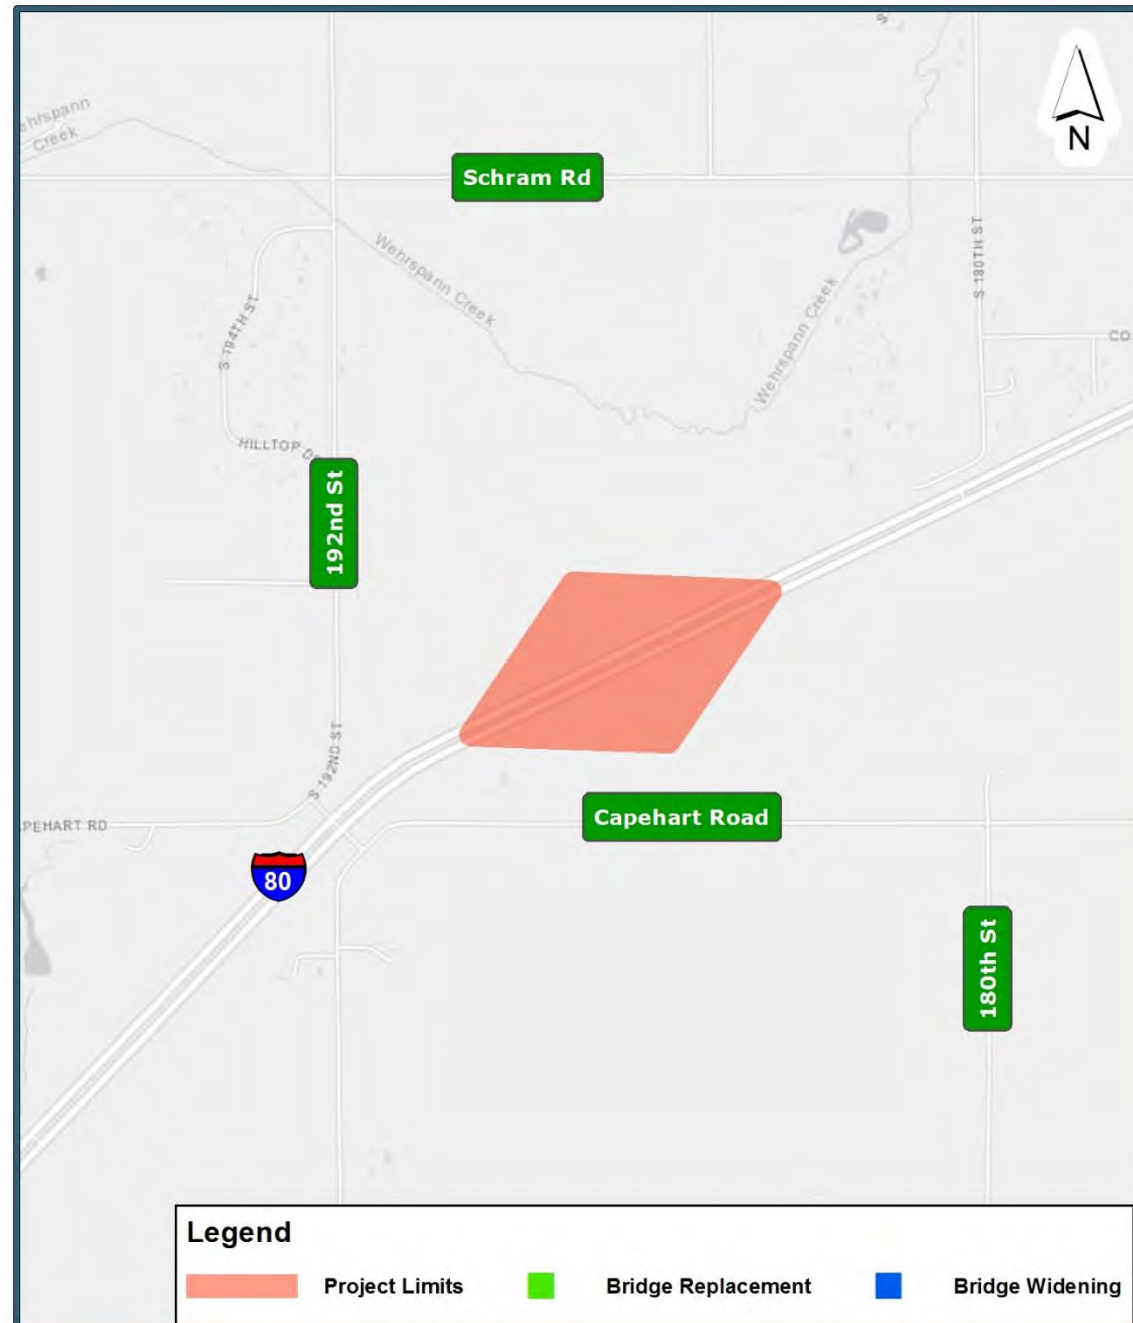 N
Schram Rd
Wehrspann Creek
Wehrspann Creek
S 180TH ST
S 194TH ST
HILLTOP
192nd St
S 192ND ST
Capehart Road
80
180th St
Legend
Project Limits
Bridge Replacement
Bridge Widening